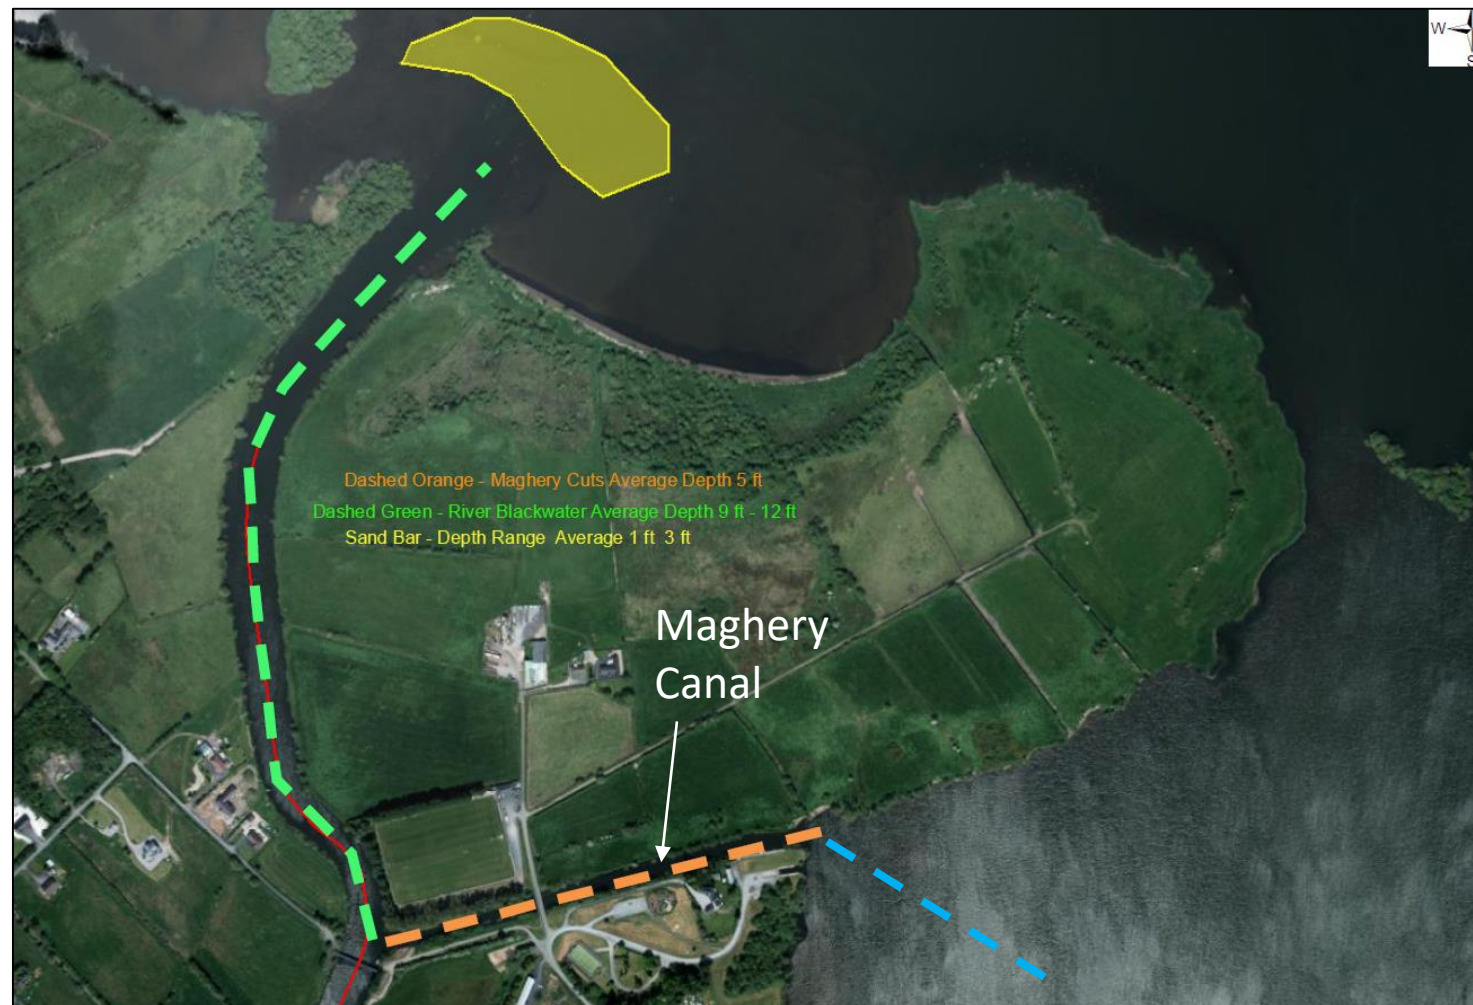 W
S
Dashed Orange - Maghery Cuts Average Depth 5 ft
Dashed Green - River Blackwater Average Depth 9 ft - 12 ft
Sand Bar - Depth Range Average 1 ft 3 ft
Maghery
Canal